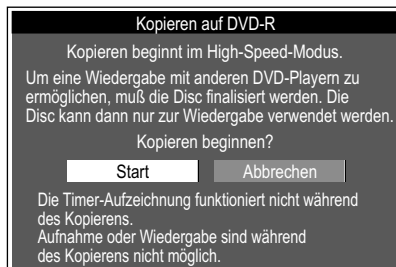 Kopieren auf DVD-R
Kopieren beginnt im High-Speed-Modus.
Um eine Wiedergabe mit anderen DVD-Playern zu
ermöglichen, muß die Disc finalisiert werden. Die
Disc kann dann nur zur Wiedergabe verwendet werden.
Kopieren beginnen?
Start Abbrechen
Die Timer-Aufzeichnung funktioniert nicht während
des Kopierens.
Aufnahme oder Wiedergabe sind während
des Kopierens nicht möglich.